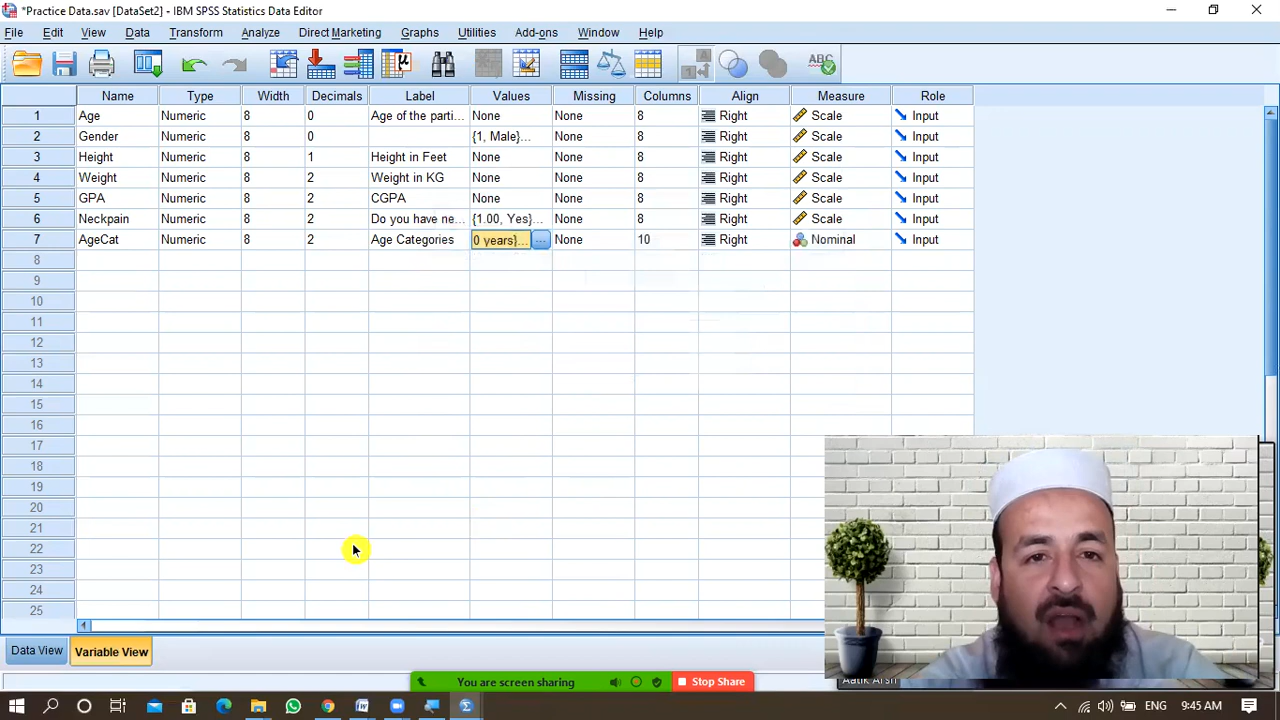 *Practice Data.sav [DataSet2] - IBM SPSS Statistics Data Editor
File Edit View Data Transform Analyze Direct Marketing Graphs Utilities Add-ons Window Help
Name Type Width Decimals Label Values Missing Columns Align Measure Role
1 Age Numeric 8 0 Age of the parti... None None 8 Right Scale Input
2 Gender Numeric 8 0 {1, Male}... None 8 Right Scale Input
3 Height Numeric 8 1 Height in Feet None None 8 Right Scale Input
4 Weight Numeric 8 2 Weight in KG None None 8 Right Scale Input
5 GPA Numeric 8 2 CGPA None None 8 Right Scale Input
6 Neckpain Numeric 8 2 Do you have ne... {1.00, Yes}... None 8 Right Scale Input
7 AgeCat Numeric 8 2 Age Categories 0 years}... ... None 10 Right Nominal Input
8
9
10
11
12
13
14
15
16
17
18
19
20
21
22
23
24
25
Data View Variable View
You are screen sharing Stop Share
ENG 9:45 AM